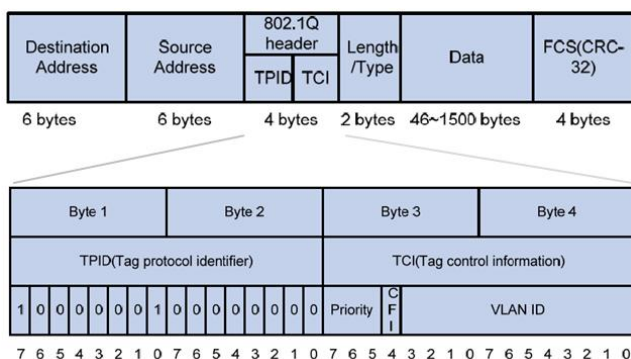 Destination Address
Source Address
802.1Q header
TPID
TCI
Length /Type
Data
FCS(CRC-32)
6 bytes
6 bytes
4 bytes
2 bytes
46~1500 bytes
4 bytes
Byte 1
Byte 2
Byte 3
Byte 4
TPID(Tag protocol identifier)
TCI(Tag control information)
1 0 0 0 0 0 0 1 0 0 0 0 0 0 0 0
Priority
CFI
VLAN ID
7 6 5 4 3 2 1 0 7 6 5 4 3 2 1 0 7 6 5 4 3 2 1 0 7 6 5 4 3 2 1 0